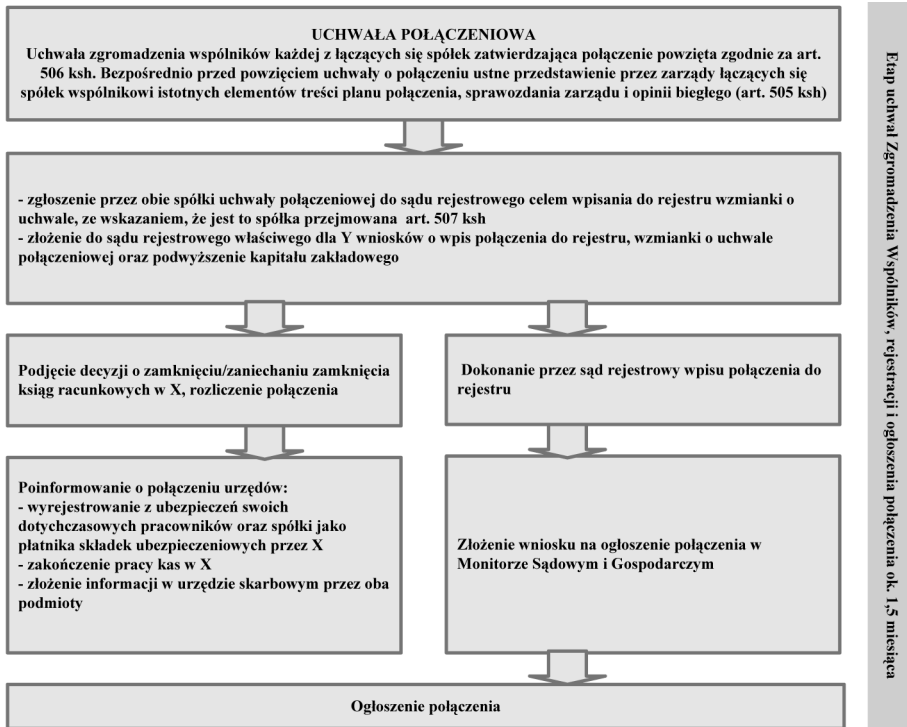 UCHWAŁA POŁĄCZENIOWA
Uchwała zgromadzenia wspólników każdej z łączących się spółek zatwierdzająca połączenie powzięta zgodnie za art.
506 ksh. Bezpośrednio przed powzięciem uchwały o połączeniu ustne przedstawienie przez zarządy łączących się
spółek wspólnikowi istotnych elementów treści planu połączenia, sprawozdania zarządu i opinii biegłego (art. 505 ksh)
- zgłoszenie przez obie spółki uchwały połączeniowej do sądu rejestrowego celem wpisania do rejestru wzmianki o
uchwale, ze wskazaniem, że jest to spółka przejmowana art. 507 ksh
- złożenie do sądu rejestrowego właściwego dla Y wniosków o wpis połączenia do rejestru, wzmianki o uchwale
połączeniowej oraz podwyższenie kapitału zakładowego
Podjęcie decyzji o zamknięciu/zaniechaniu zamknięcia
ksiąg racunkowych w X, rozliczenie połączenia
Dokonanie przez sąd rejestrowy wpisu połączenia do
rejestru
Poinformowanie o połączeniu urzędów:
- wyrejestrowanie z ubezpieczeń swoich
dotychczasowych pracowników oraz spółki jako
płatnika składek ubezpieczeniowych przez X
- zakończenie pracy kas w X
- złożenie informacji w urzędzie skarbowym przez oba
podmioty
Złożenie wniosku na ogłoszenie połączenia w
Monitorze Sądowym i Gospodarczym
Ogłoszenie połączenia
Etap uchwał Zgromadzenia Wspólników, rejestracji i ogłoszenia połączenia ok. 1,5 miesiąca